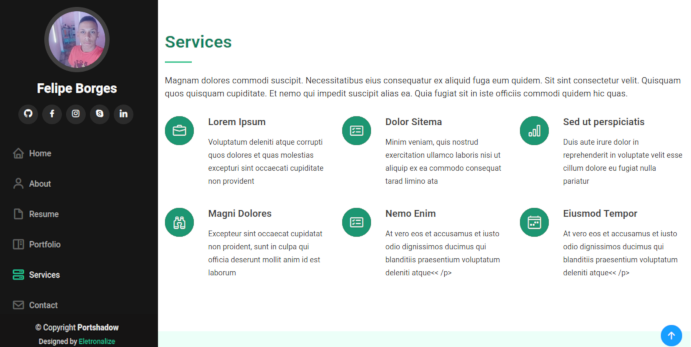 Felipe Borges
Home
About
Resume
Portfolio
Services
Contact
© Copyright Portshadow
Designed by Eletronalize
Services
Magnam dolores commodi suscipit. Necessitatibus eius consequatur ex aliquid fuga eum quidem. Sit sint consectetur velit. Quisquam
quos quisquam cupiditate. Et nemo qui impedit suscipit alias ea. Quia fugiat sit in iste officiis commodi quidem hic quas.
Lorem Ipsum
Voluptatum deleniti atque corrupti
quos dolores et quas molestias
excepturi sint occaecati cupiditate
non provident
Dolor Sitema
Minim veniam, quis nostrud
exercitation ullamco laboris nisi ut
aliquip ex ea commodo consequat
tarad limino ata
Sed ut perspiciatis
Duis aute irure dolor in
reprehenderit in voluptate velit esse
cillum dolore eu fugiat nulla
pariatur
Magni Dolores
Excepteur sint occaecat cupidatat
non proident, sunt in culpa qui
officia deserunt mollit anim id est
laborum
Nemo Enim
At vero eos et accusamus et iusto
odio dignissimos ducimus qui
blanditiis praesentium voluptatum
deleniti atque<< /p>
Eiusmod Tempor
At vero eos et accusamus et iusto
odio dignissimos ducimus qui
blanditiis praesentium voluptatum
deleniti atque<< /p>